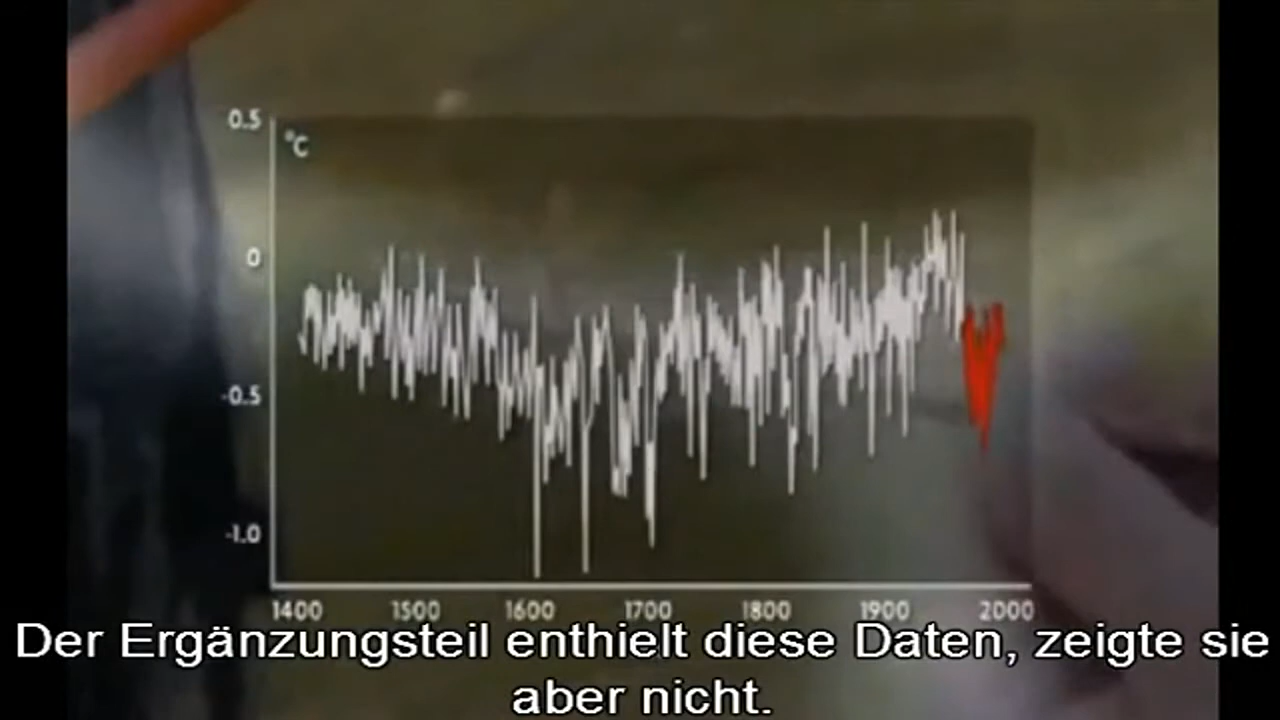 0.5
°C
0
-0.5
-1.0
1400 1500 1600 1700 1800 1900 2000
Der Ergänzungsteil enthielt diese Daten, zeigte sie
aber nicht.